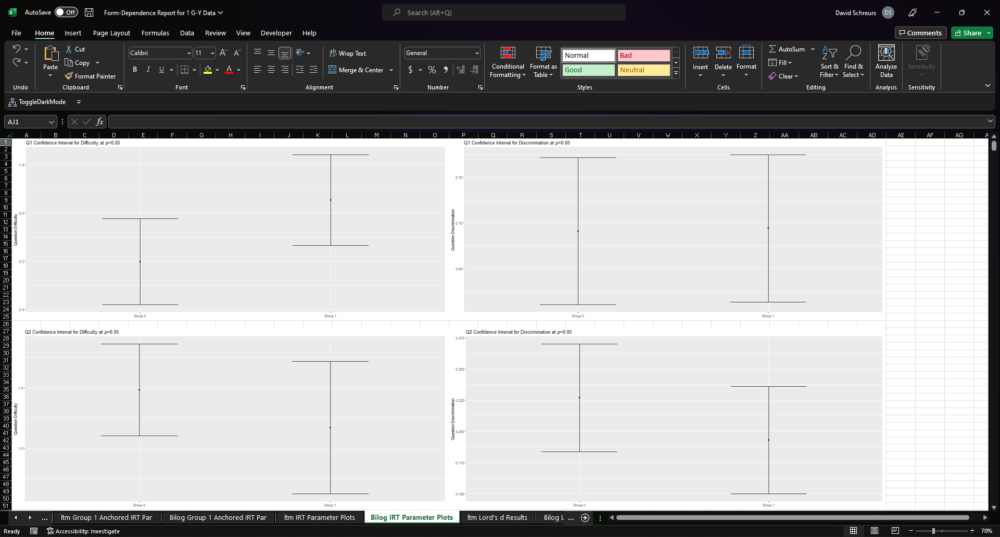 AutoSave Off Form-Dependence Report for 1 G-Y Data Search (Alt+Q) David Schreurs DS
File Home Insert Page Layout Formulas Data Review View Developer Help Comments Share
Cut
Copy
Format Painter
Paste
Undo Clipboard
Calibri 11
B I U
Font
Wrap Text
Merge & Center
Alignment
General
$ % 9
Number
Conditional Formatting
Format as Table
Normal Bad
Good Neutral
Styles
Insert Delete Format
Cells
AutoSum
Fill
Clear
Sort & Filter
Find & Select
Editing
Analyze Data
Analysis
Sensitivity
Sensitivity
ToggleDarkMode
AJ1 fx
A B C D E F G H I J K L M N O P Q R S T U V W X Y Z AA AB AC AD AE AF AG A
1 2 3 4 5 6 7 8 9 10 11 12 13 14 15 16 17 18 19 20 21 22 23 24 25 26 27 28 29 30 31 32 33 34 35 36 37 38 39 40 41 42 43 44 45 46 47 48 49 50 51
Q1 Confidence Interval for Difficulty at p=0.05
Question Difficulty
-1.8
-2.0
-2.2
-2.4
Group 0 Group 1
Q1 Confidence Interval for Discrimination at p=0.05
Question Discrimination
0.75
0.70
0.65
Group 0 Group 1
Q2 Confidence Interval for Difficulty at p=0.05
Question Difficulty
1.5
1.0
Group 0 Group 1
Q2 Confidence Interval for Discrimination at p=0.05
Question Discrimination
0.275
0.250
0.225
0.200
0.175
0.150
Group 0 Group 1
... ltm Group 1 Anchored IRT Par Bilog Group 1 Anchored IRT Par ltm IRT Parameter Plots Bilog IRT Parameter Plots ltm Lord's d Results Bilog L ...
Ready Accessibility: Investigate 70%